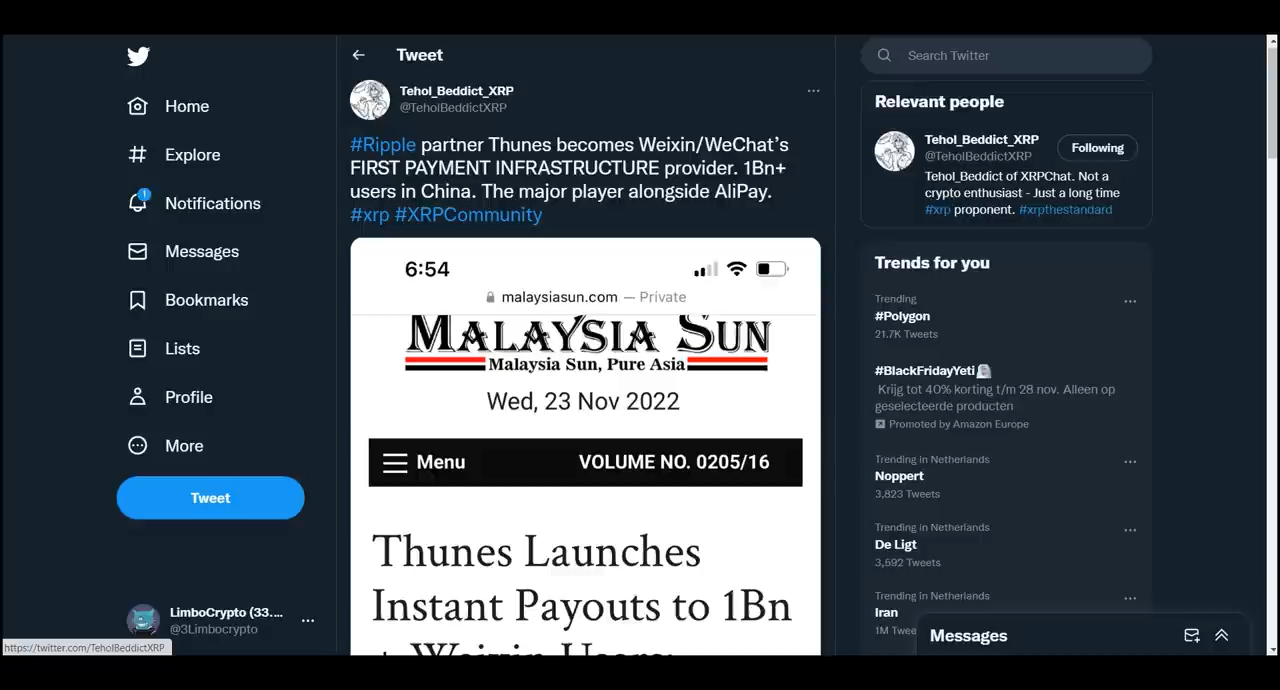 Home
Explore
1
Notifications
Messages
Bookmarks
Lists
Profile
More
Tweet
LimboCrypto (33....
@3Limbocrypto
https://twitter.com/TeholBeddictXRP
Tweet
Tehol_Beddict_XRP
@TeholBeddictXRP
#Ripple partner Thunes becomes Weixin/WeChat's
FIRST PAYMENT INFRASTRUCTURE provider. 1Bn+
users in China. The major player alongside AliPay.
#xrp #XRPCommunity
6:54
malaysiasun.com — Private
MALAYSIA SUN
Malaysia Sun, Pure Asia
Wed, 23 Nov 2022
Menu VOLUME NO. 0205/16
Thunes Launches
Instant Payouts to 1Bn
+ Weixin Users:
Search Twitter
Relevant people
Tehol_Beddict_XRP
@TeholBeddictXRP
Following
Tehol_Beddict of XRPChat. Not a
crypto enthusiast - Just a long time
#xrp proponent. #xrpthestandard
Trends for you
Trending
#Polygon
21.7K Tweets
#BlackFridayYeti
Krijg tot 40% korting t/m 28 nov. Alleen op
geselecteerde producten
Promoted by Amazon Europe
Trending in Netherlands
Noppert
3,823 Tweets
Trending in Netherlands
De Ligt
3,592 Tweets
Trending in Netherlands
Iran
1M Twee
Messages